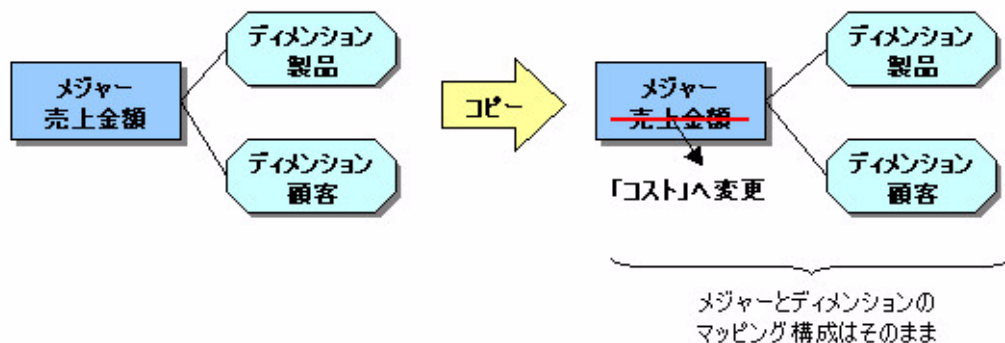 ディメンション
製品
メジャー
売上金額
ディメンション
顧客
コピー
ディメンション
製品
メジャー
売上金額
「コスト」へ変更
ディメンション
顧客
メジャーとディメンションの
マッピング構成はそのまま